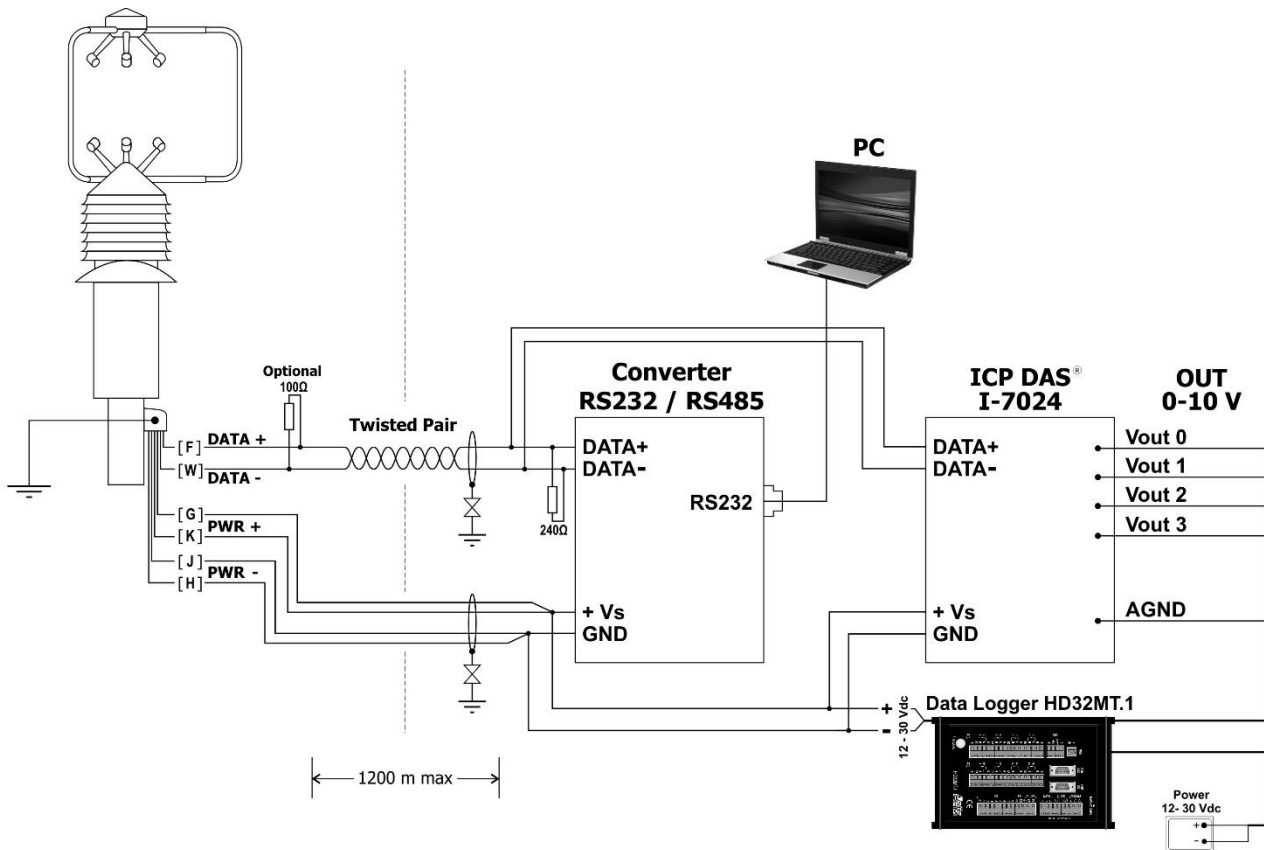 PC
Optional
100Ω
Twisted Pair
Converter
RS232 / RS485
ICP DAS®
I-7024
OUT
0-10 V
[F] DATA +
[W] DATA -
[G]
[K] PWR +
[J]
[H] PWR -
240Ω
DATA+
DATA-
RS232
+ Vs
GND
DATA+
DATA-
+ Vs
GND
Vout 0
Vout 1
Vout 2
Vout 3
AGND
+
-
12 - 30 Vdc
Data Logger HD32MT.1
1200 m max
Power
12- 30 Vdc
+
-